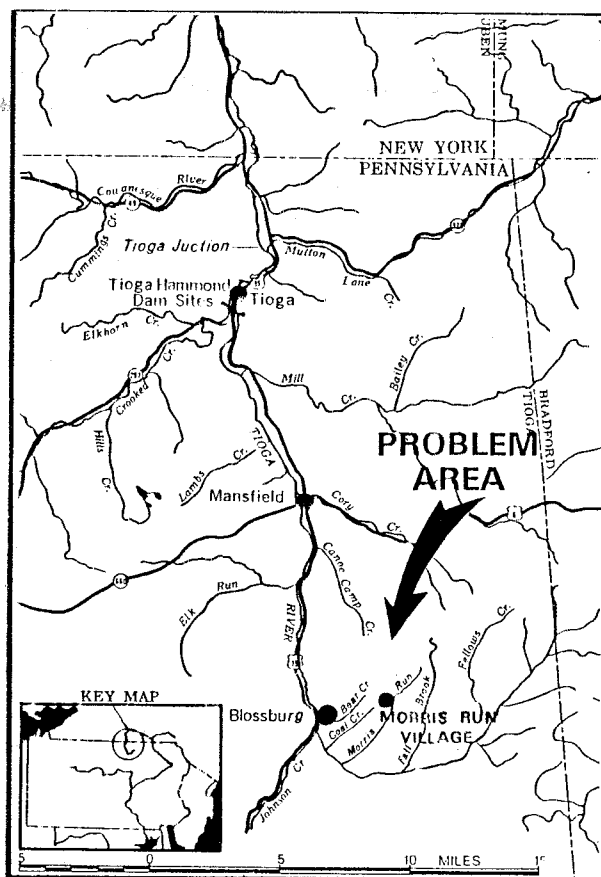 NEW YORK
PENNSYLVANIA
Cowanesque River
49
Cummings Cr.
Tioga Juction
Mutton Lane Cr.
Tioga Hammond
Dam Sites
Tioga
Elkhorn Cr.
Crooked Cr.
Hills Cr.
Mill Cr.
Bailey Cr.
BRADFORD
TIOGA
TIOGA
Lambs Cr.
PROBLEM
AREA
Mansfield
Cory Cr.
6
Canoe Camp Cr.
Elk Run
RIVER
Fellows Cr.
Blossburg
Bear Cr
Coal Cr.
Morris Run
Fall Brook
MORRIS RUN
VILLAGE
Johnson Cr
KEY MAP
5 0 5 10 MILES